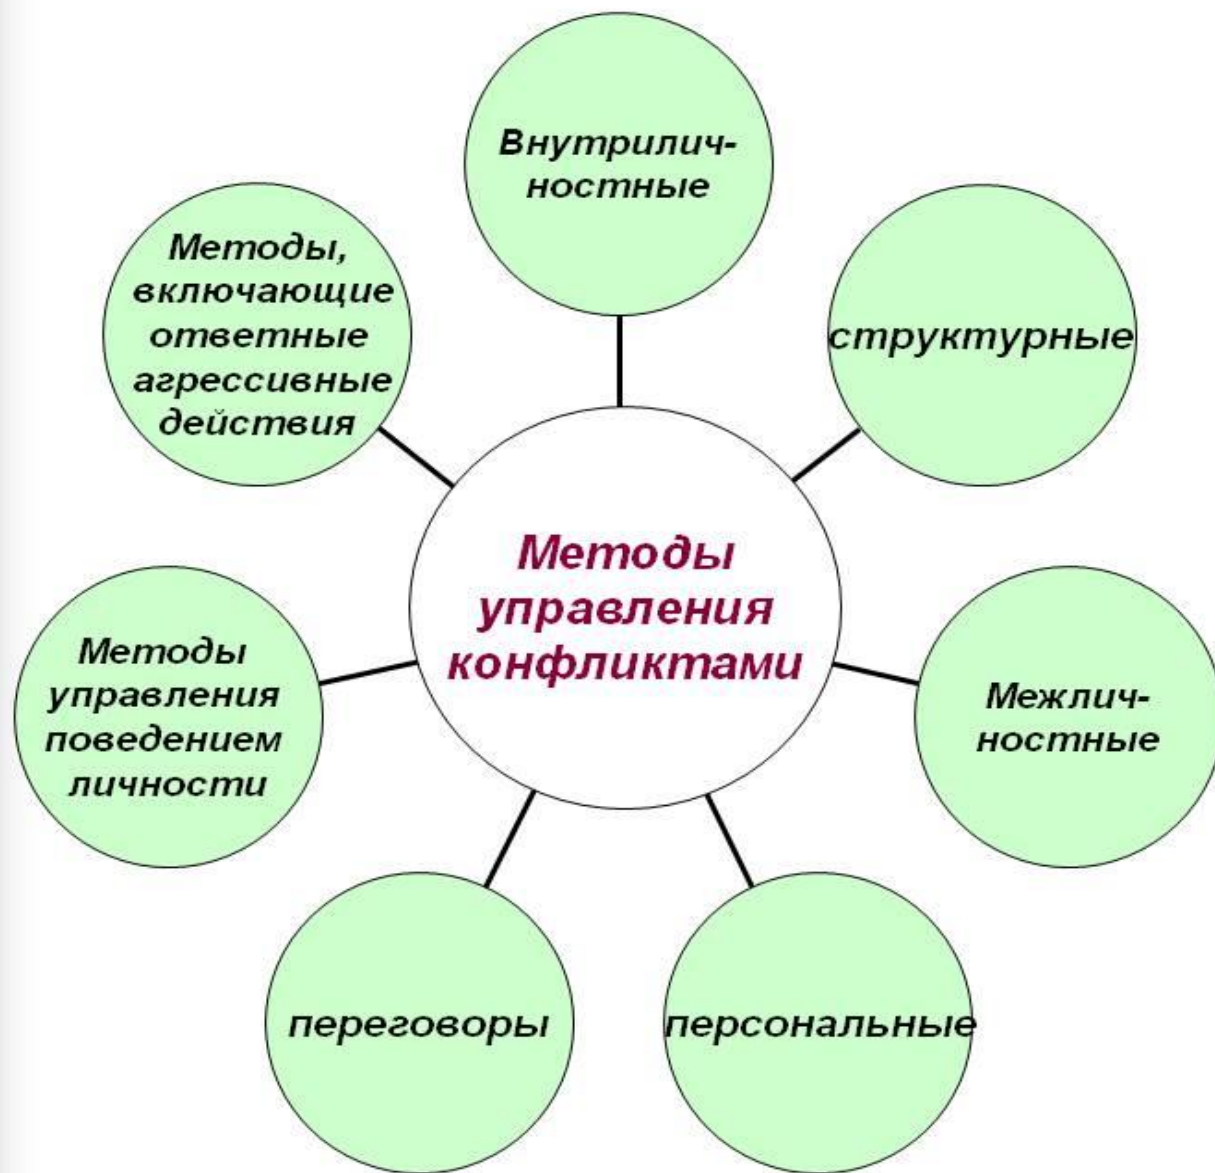 Внутрилич-
ностные
структурные
Межлич-
ностные
персональные
переговоры
Методы
управления
поведением
личности
Методы,
включающие
ответные
агрессивные
действия
Методы
управления
конфликтами